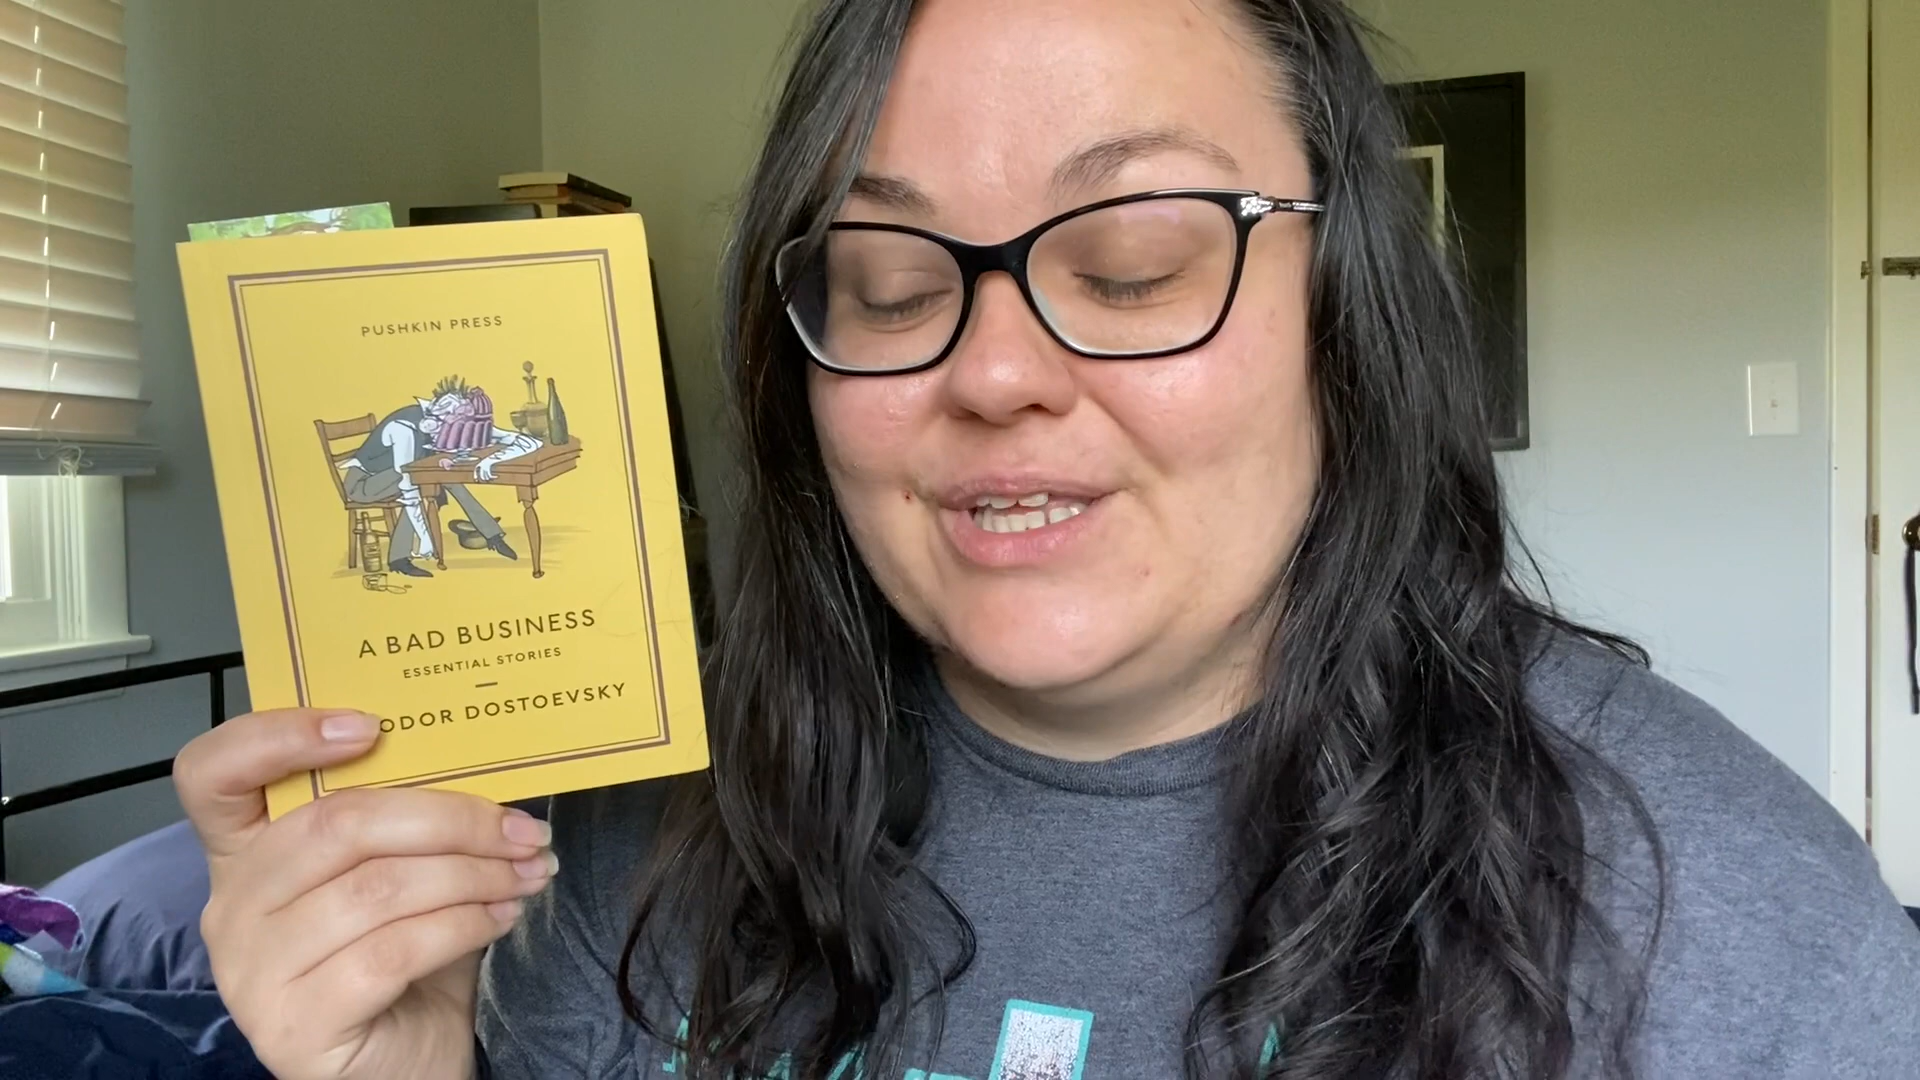 PUSHKIN PRESS
A BAD BUSINESS
ESSENTIAL STORIES
ODOR DOSTOEVSKY